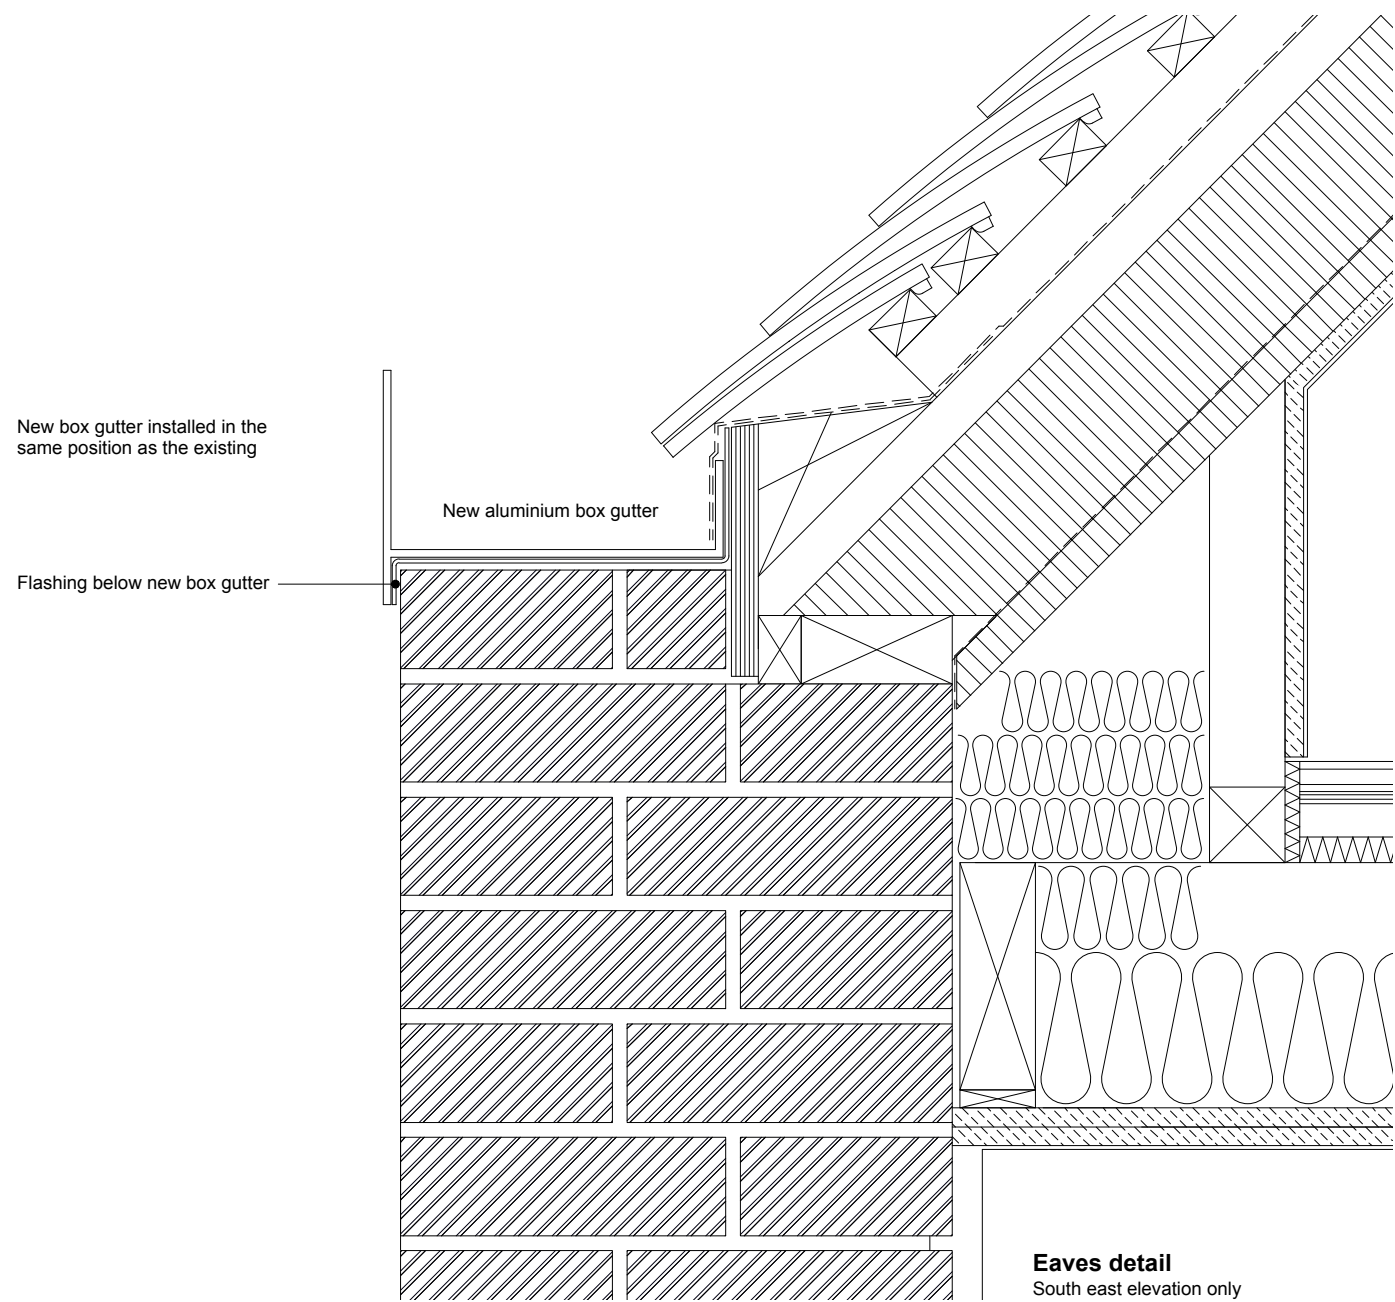 New box gutter installed in the
same position as the existing
New aluminium box gutter
Flashing below new box gutter
Eaves detail
South east elevation only